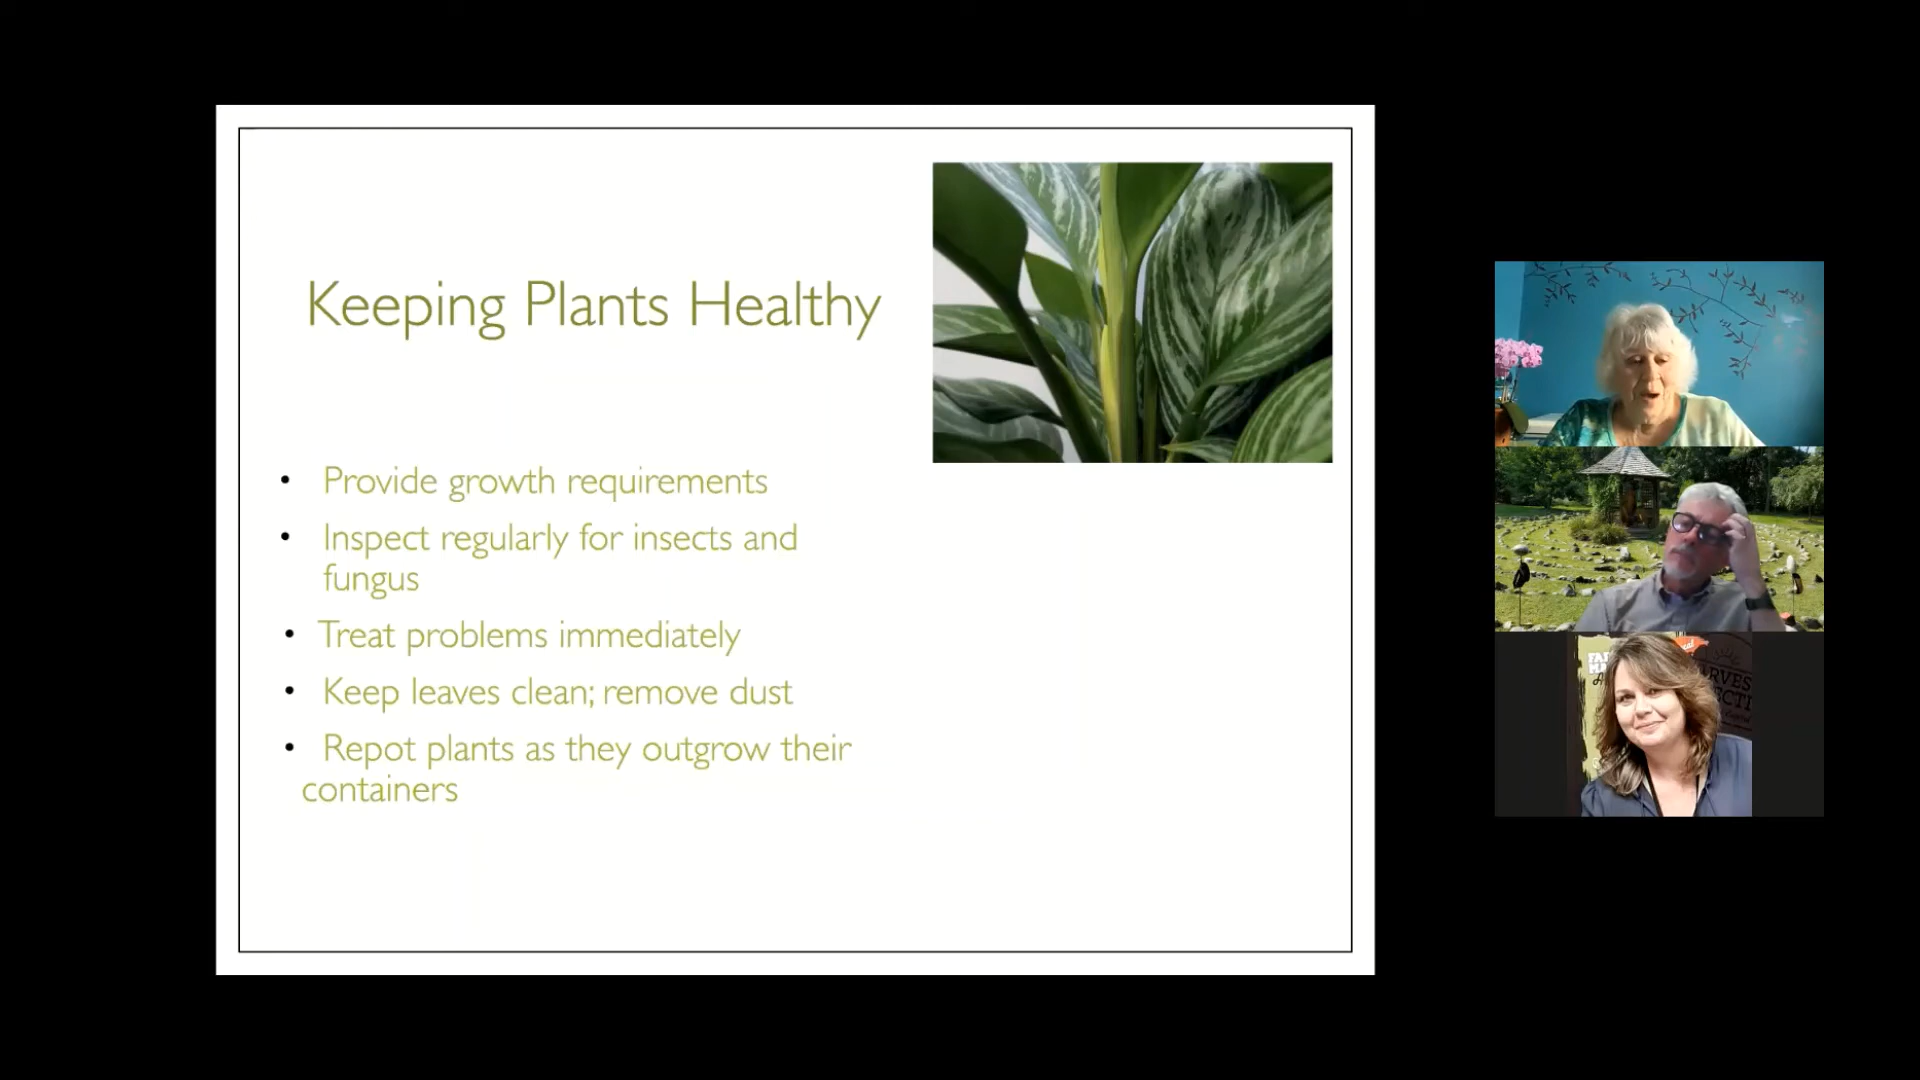 Keeping Plants Healthy
• Provide growth requirements
• Inspect regularly for insects and
fungus
• Treat problems immediately
• Keep leaves clean; remove dust
• Repot plants as they outgrow their
containers